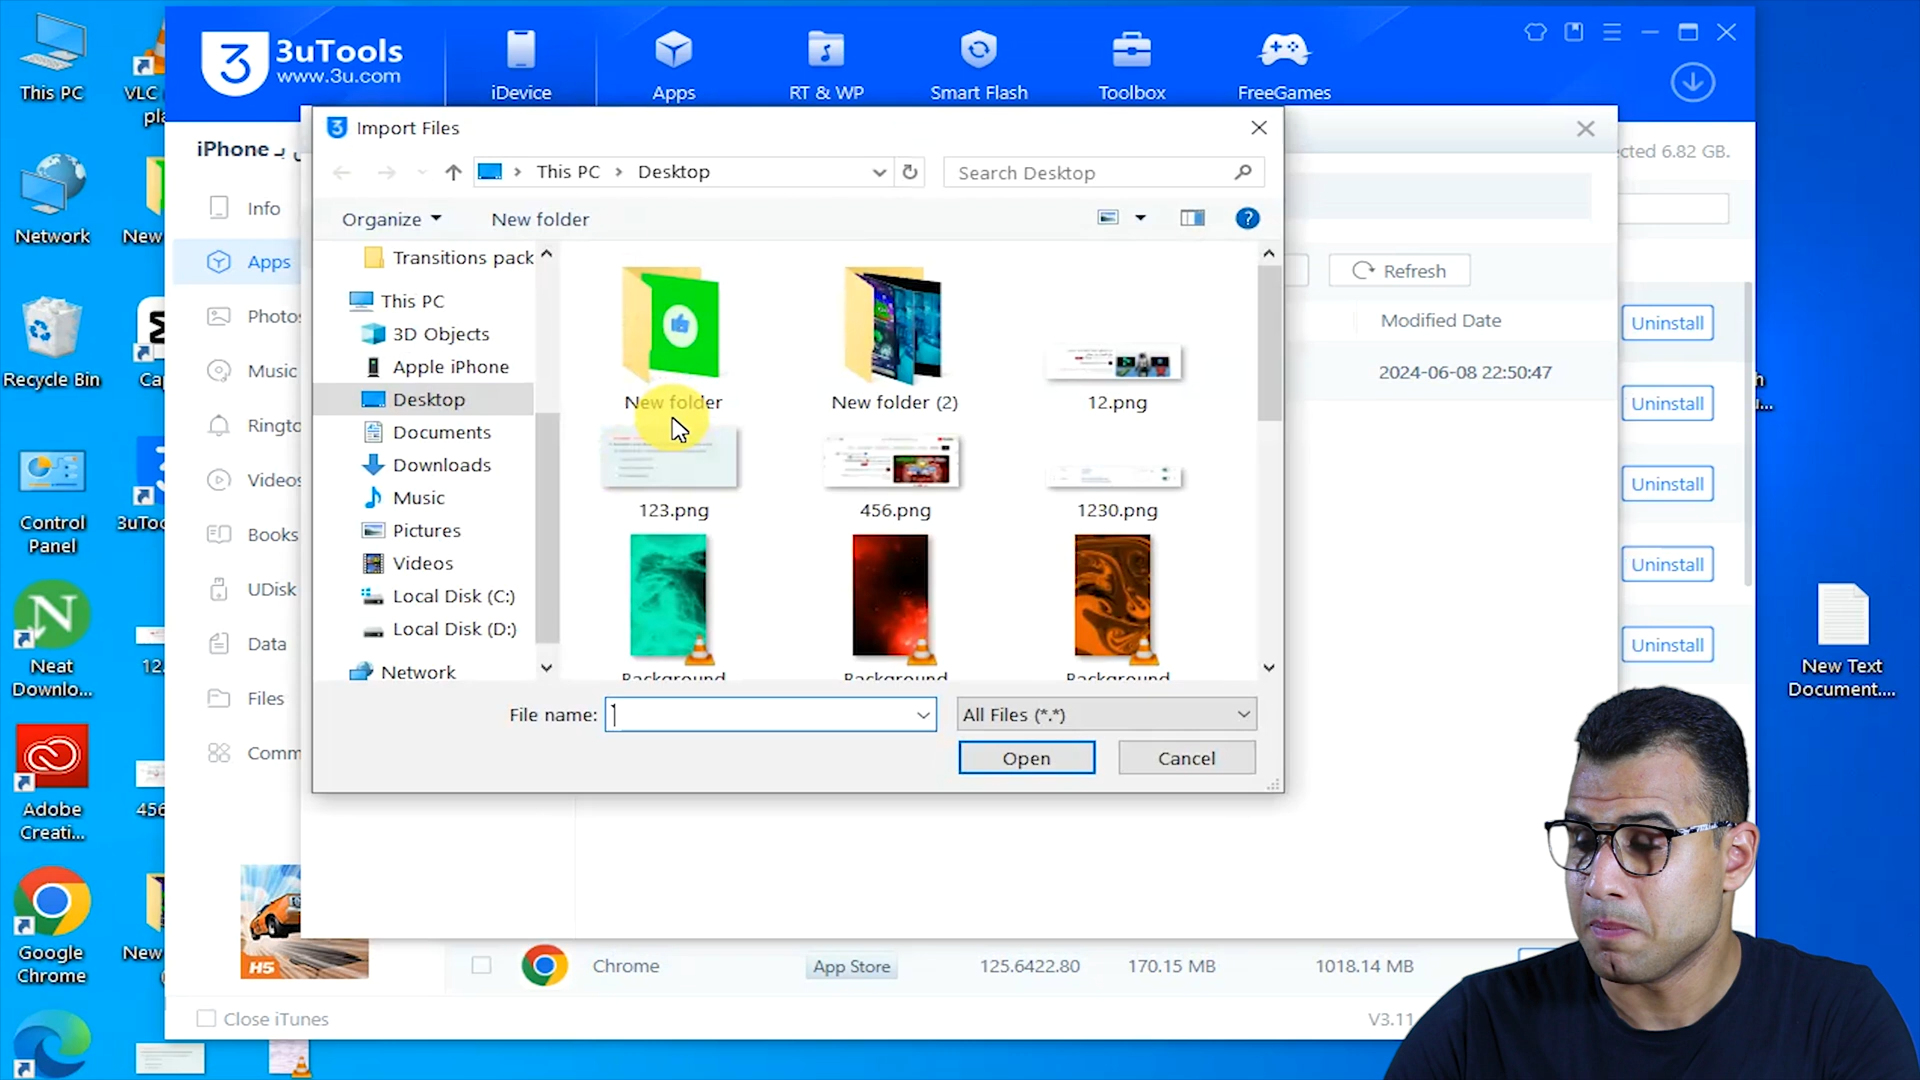 This PC
VLC
pla
Network
New
Recycle Bin
Ca
Control
Panel
3uToo
Neat
Downlo...
12.
Adobe
Creati...
456
Google
Chrome
New
3
3uTools
www.3u.com
iDevice
Apps
RT & WP
Smart Flash
Toolbox
FreeGames
iPhone
cted 6.82 GB.
Info
Apps
Photos
Music
Ringto
Videos
Books
UDisk
Data
Files
Comm
3
Import Files
This PC
Desktop
Search Desktop
Organize
New folder
?
Transitions pack
This PC
3D Objects
Apple iPhone
Desktop
Documents
Downloads
Music
Pictures
Videos
Local Disk (C:)
Local Disk (D:)
Network
New folder
New folder (2)
12.png
123.png
456.png
1230.png
Background
Background
Background
File name:
All Files (*.*)
Open
Cancel
Refresh
Modified Date
2024-06-08 22:50:47
Uninstall
Uninstall
Uninstall
Uninstall
Uninstall
New Text
Document....
H5
Chrome
App Store
125.6422.80
170.15 MB
1018.14 MB
Close iTunes
V3.11